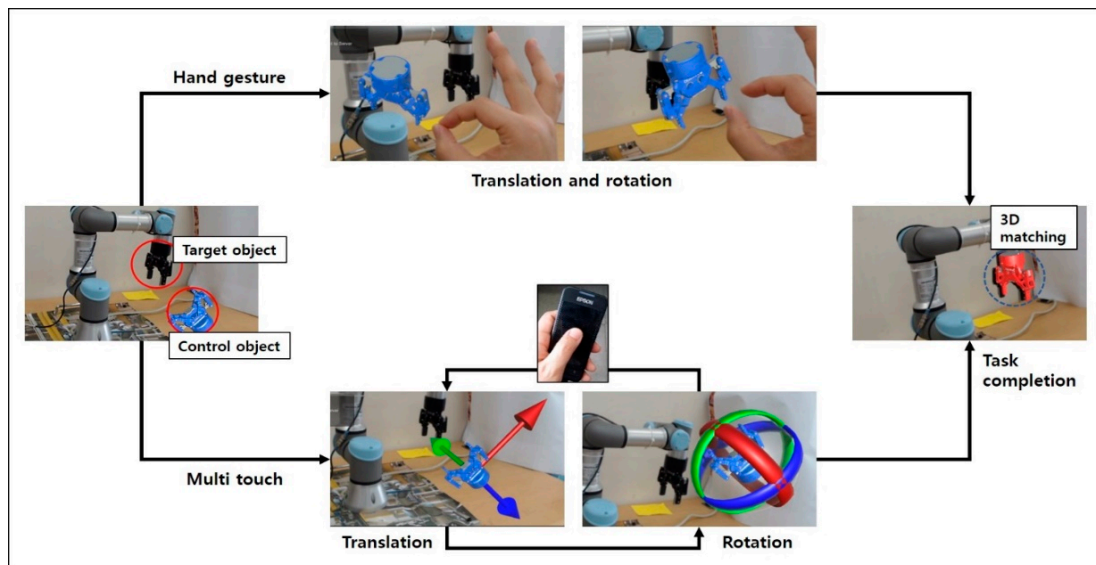 Hand gesture
Translation and rotation
Target object
Control object
3D
matching
EPSON
Task
completion
Multi touch
Translation
Rotation